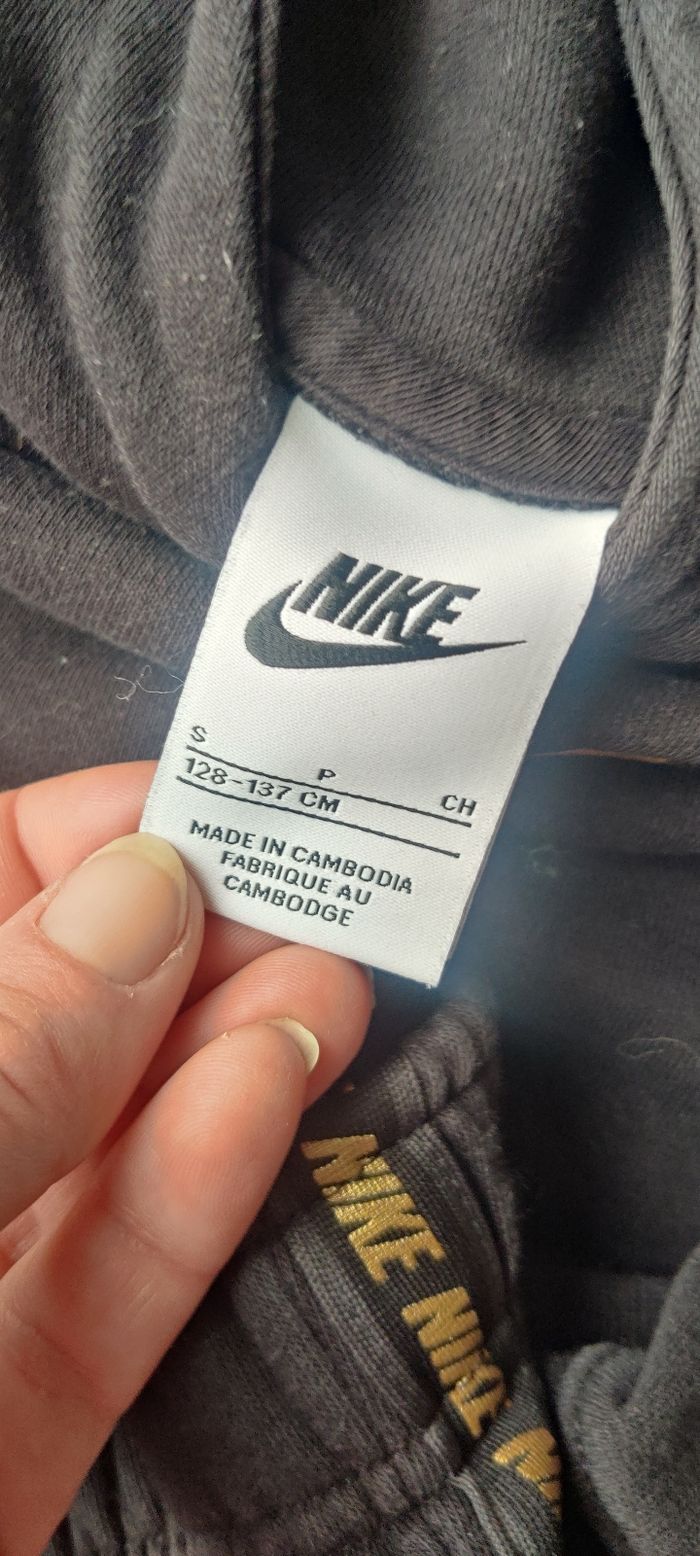 NIKE
S P CH
128-137 CM
MADE IN CAMBODIA
FABRIQUE AU
CAMBODGE
NIKE NIKE